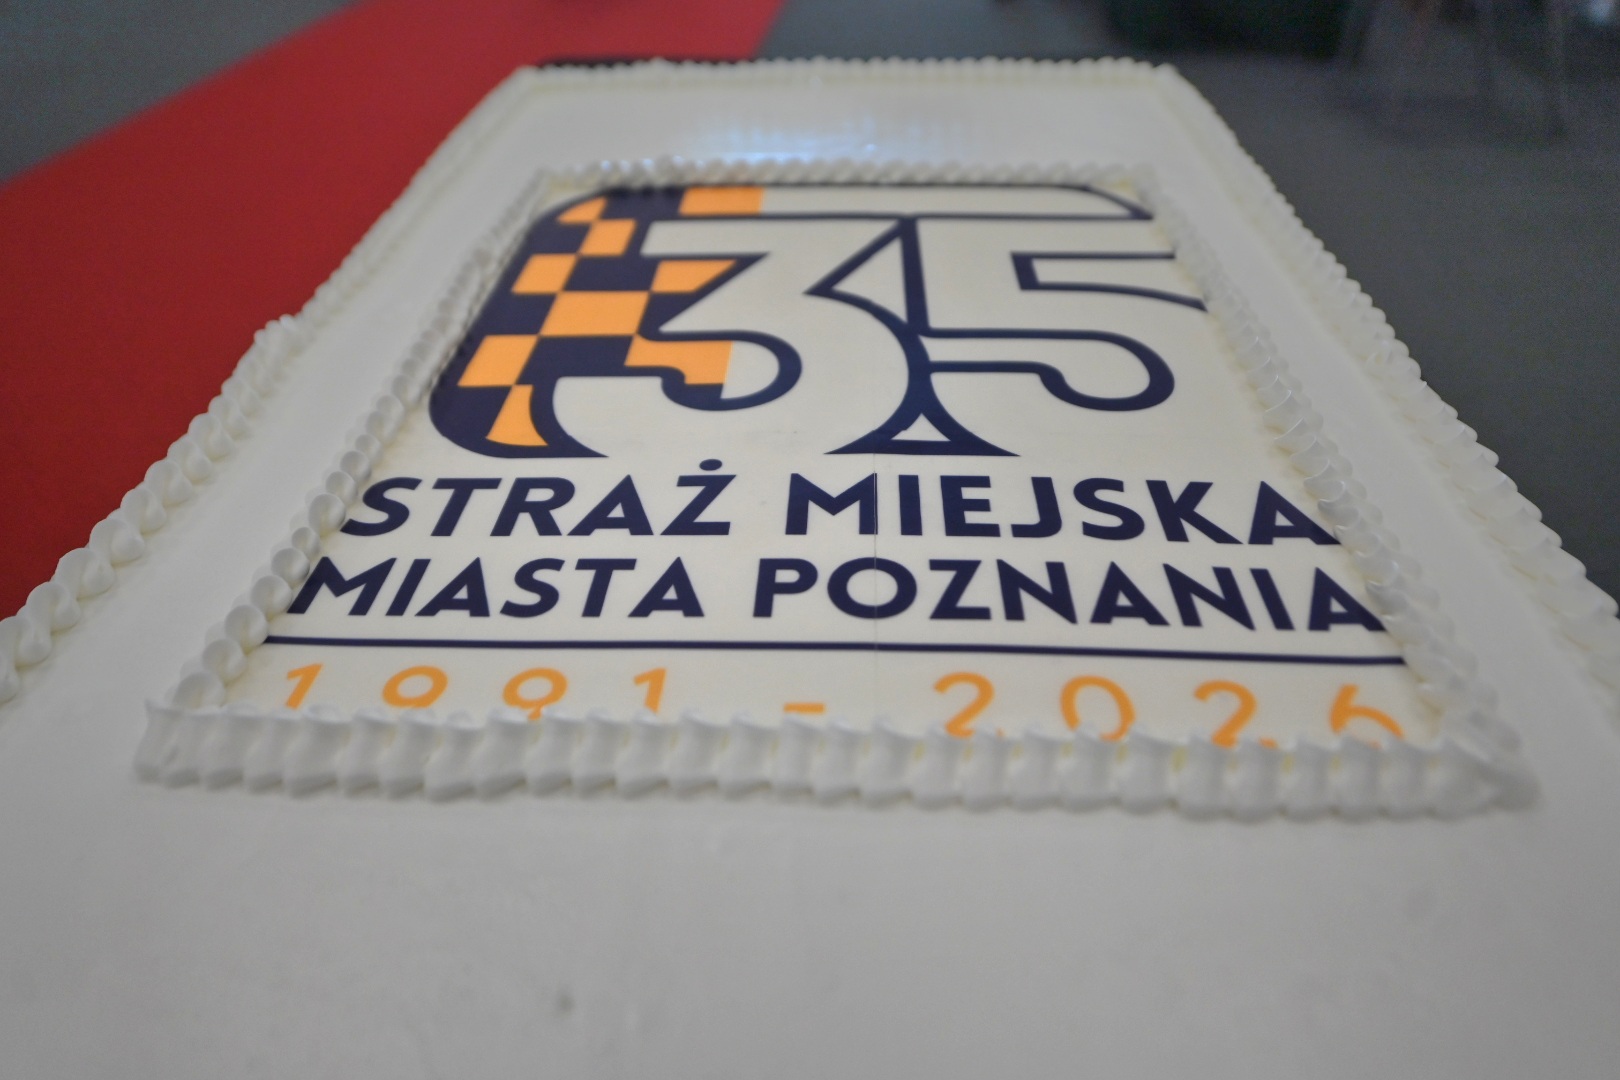 35
STRAŻ MIEJSKA
MIASTA POZNANIA
1991 - 2026